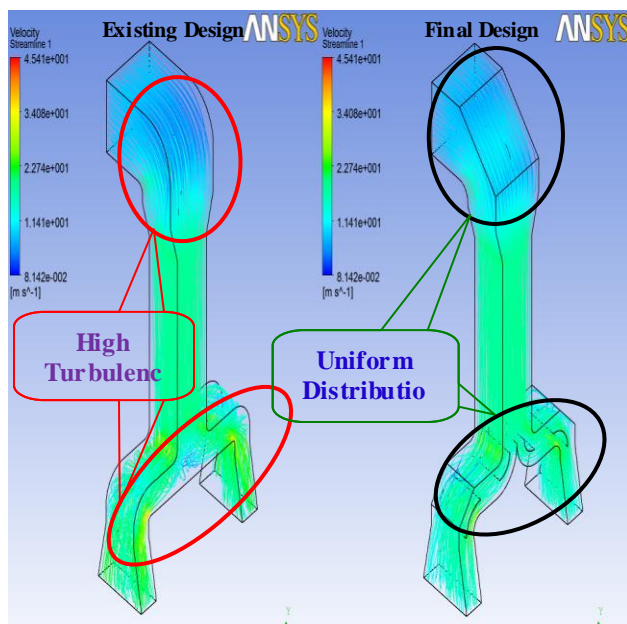 Velocity
Streamline 1
4.541e+001
3.408e+001
2.274e+001
1.141e+001
8.142e-002
[m s^-1]
Existing Design
ANSYS
High
Turbulenc
Velocity
Streamline 1
4.541e+001
3.408e+001
2.274e+001
1.141e+001
8.142e-002
[m s^-1]
Final Design
ANSYS
Uniform
Distributio
Y
Y